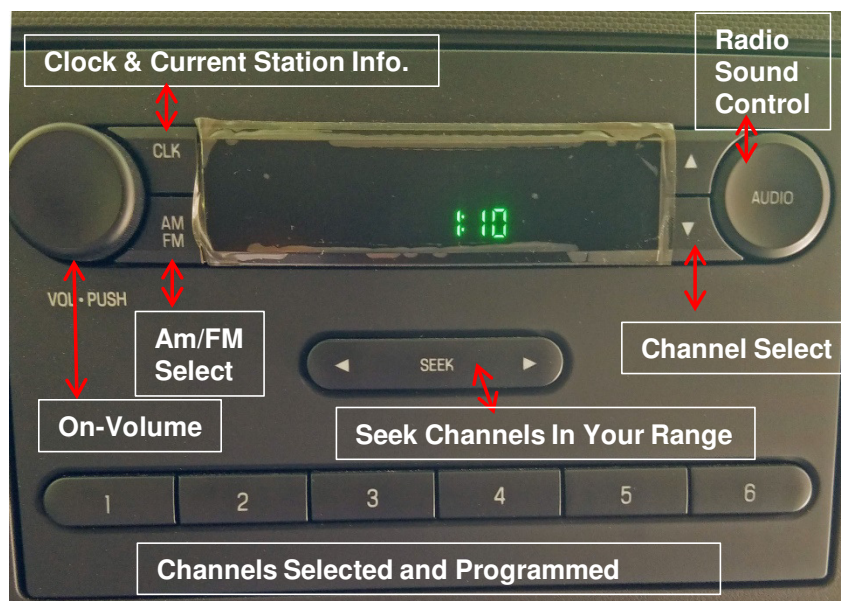 Clock & Current Station Info.
Radio
Sound
Control
CLK
AUDIO
1:10
AM
FM
VOL•PUSH
Am/FM
Select
SEEK
Channel Select
On-Volume
Seek Channels In Your Range
1 2 3 4 5 6
Channels Selected and Programmed